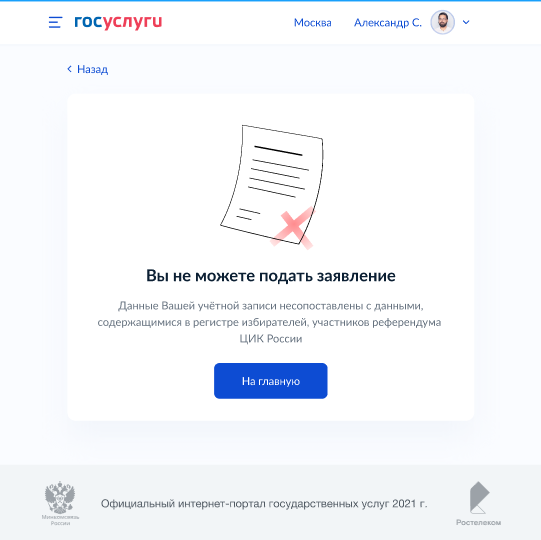 госуслуги Москва Александр С.
Назад
Вы не можете подать заявление
Данные Вашей учётной записи несопоставлены с данными,
содержащимися в регистре избирателей, участников референдума
ЦИК России
На главную
Официальный интернет-портал государственных услуг 2021 г.
Минкомсвязь
России
Ростелеком